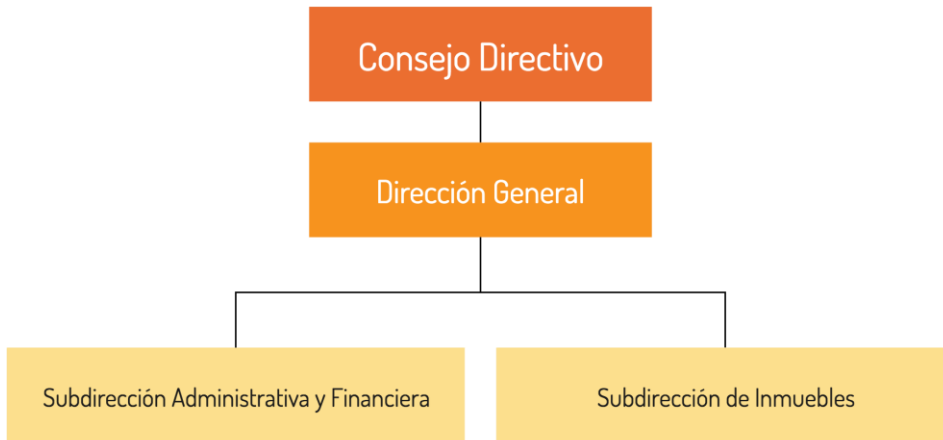 Consejo Directivo
Dirección General
Subdirección Administrativa y Financiera
Subdirección de Inmuebles